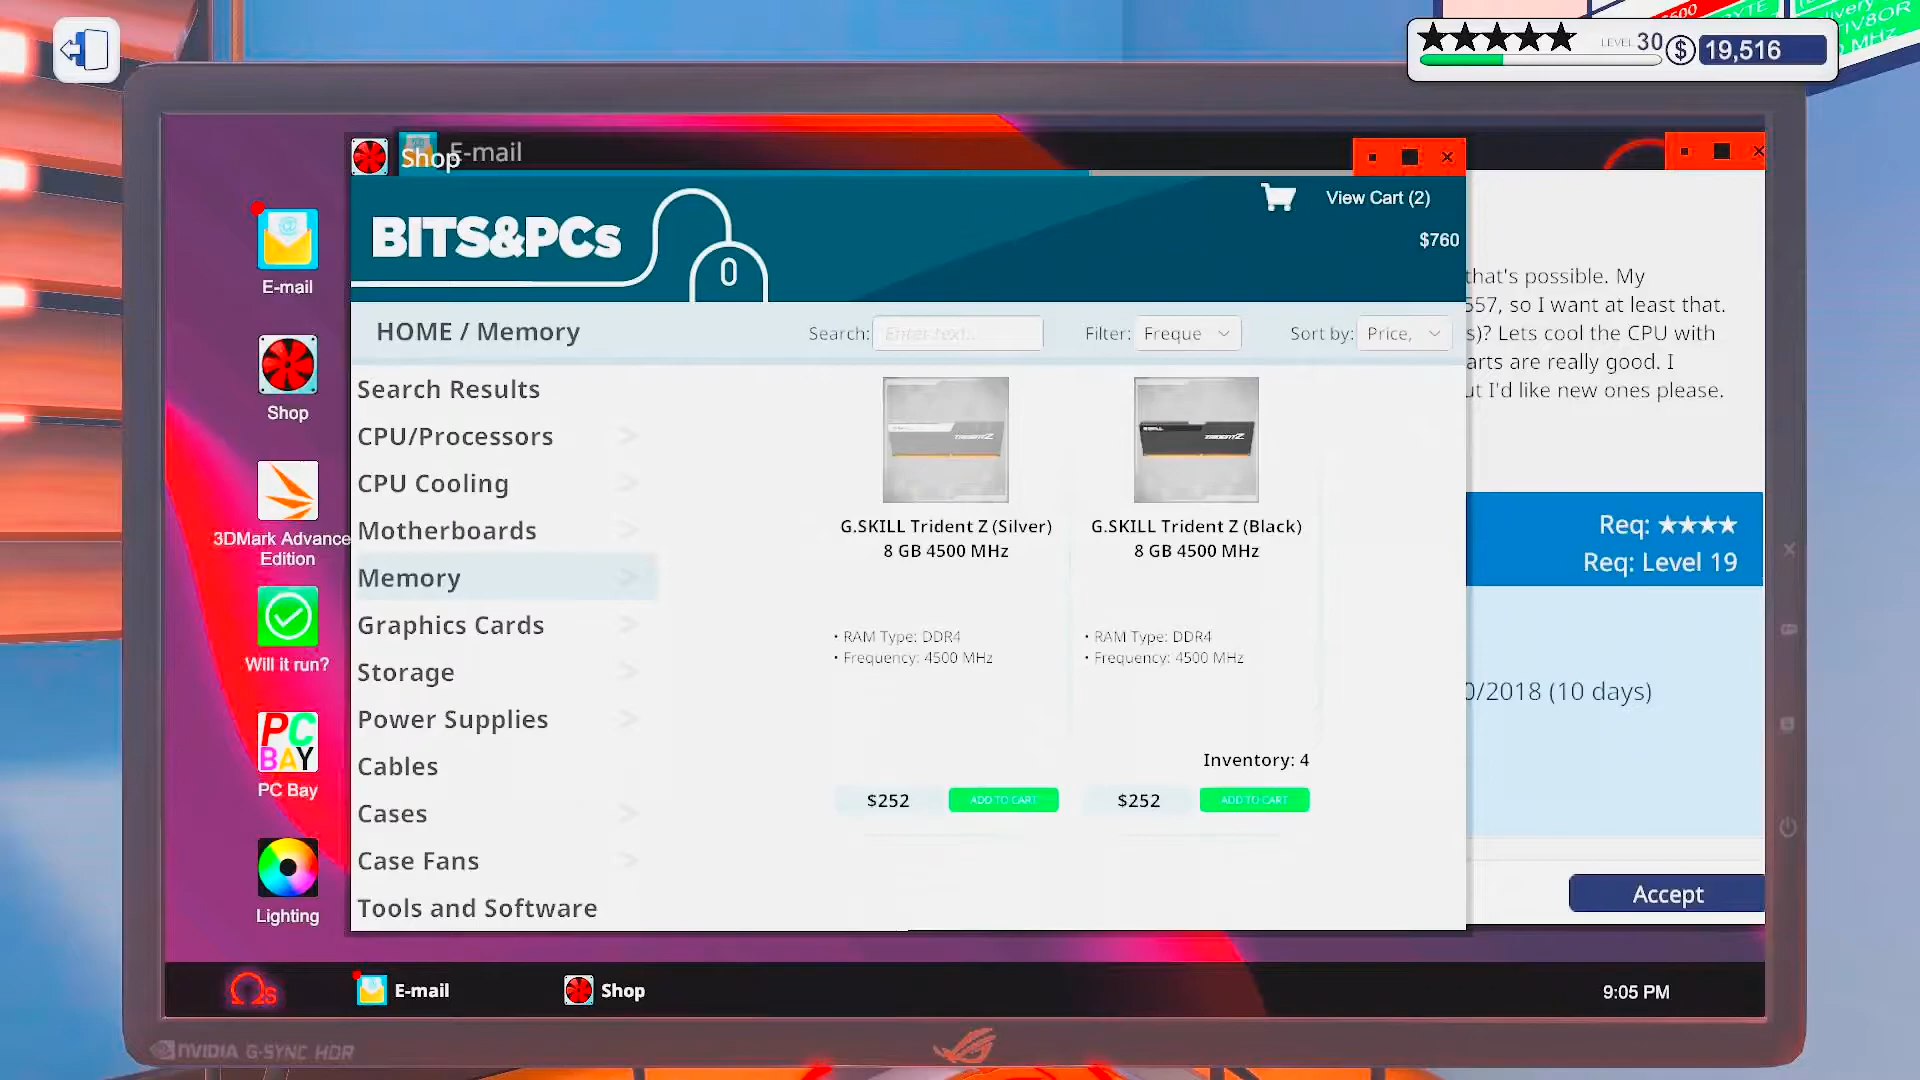 LEVEL 30
$ 19,516
Shop
E-mail
BITS&PCs
View Cart (2)
$760
HOME / Memory
Search: Enter text...
Filter: Freque
Sort by: Price,
Search Results
CPU/Processors
CPU Cooling
Motherboards
Memory
Graphics Cards
Storage
Power Supplies
Cables
Cases
Case Fans
Tools and Software
TRIDENTZ
TRIDENTZ
G.SKILL Trident Z (Silver)
8 GB 4500 MHz
• RAM Type: DDR4
• Frequency: 4500 MHz
$252
ADD TO CART
G.SKILL Trident Z (Black)
8 GB 4500 MHz
• RAM Type: DDR4
• Frequency: 4500 MHz
Inventory: 4
$252
ADD TO CART
that's possible. My
557, so I want at least that.
s)? Lets cool the CPU with
arts are really good. I
ut I'd like new ones please.
Req: ★★★★
Req: Level 19
0/2018 (10 days)
Accept
E-mail
Shop
3DMark Advance
Edition
Will it run?
PC
BAY
PC Bay
Lighting
Ωs
E-mail
Shop
9:05 PM
NVIDIA G-SYNC HDR